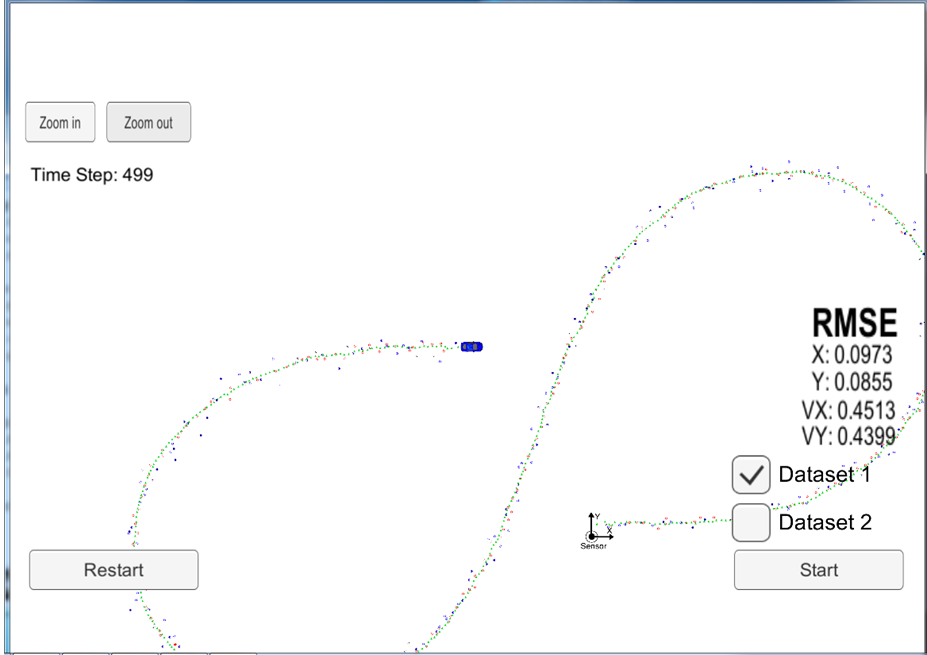 Zoom in
Zoom out
Time Step: 499
RMSE
X: 0.0973
Y: 0.0855
VX: 0.4513
VY: 0.4399
Dataset 1
Dataset 2
Y
X
Sensor
Restart
Start